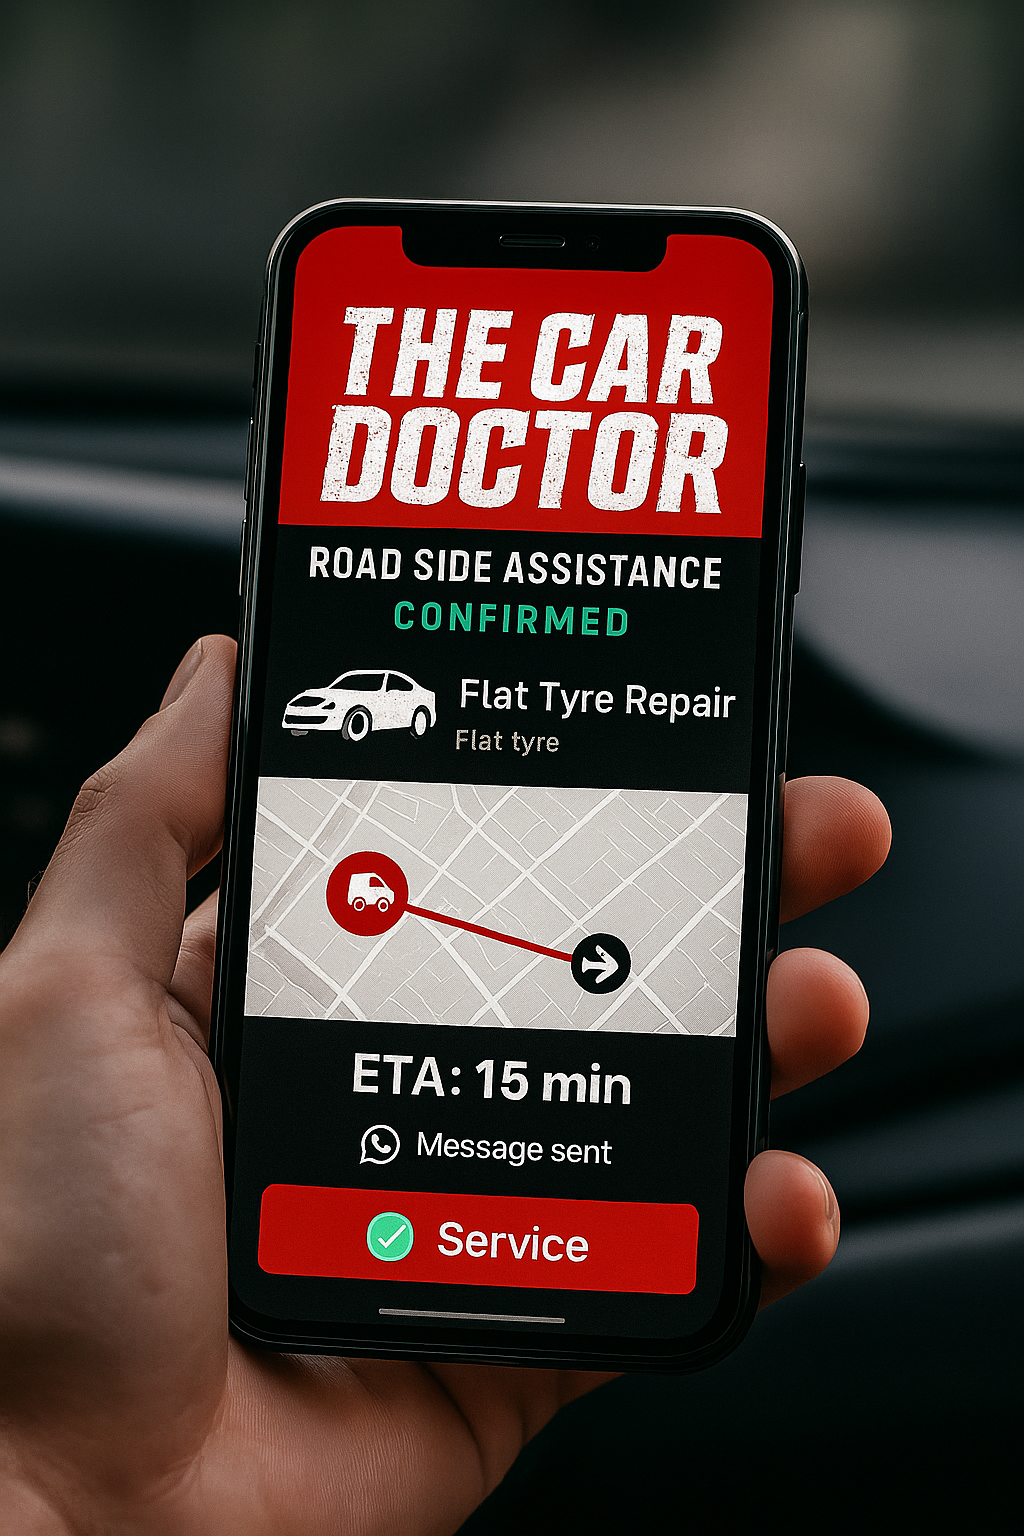 THE CAR
DOCTOR
ROAD SIDE ASSISTANCE
CONFIRMED
Flat Tyre Repair
Flat tyre
ETA: 15 min
Message sent
Service